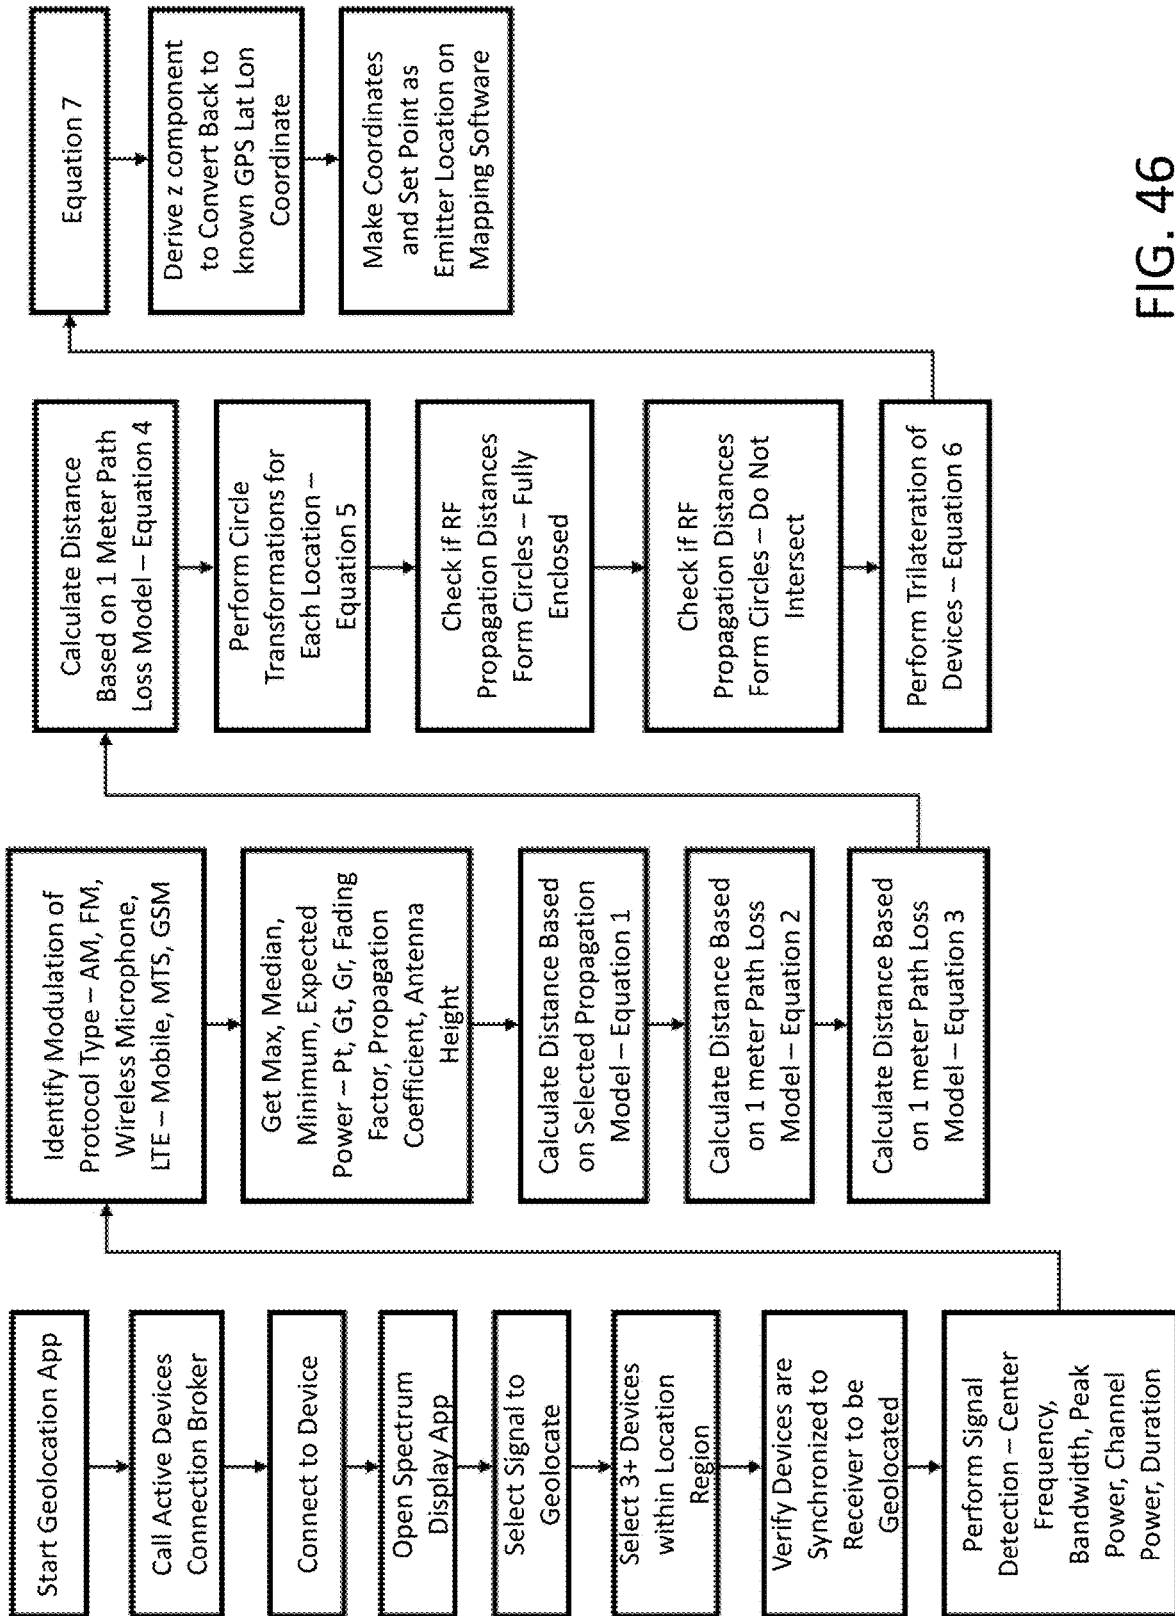 Start Geolocation App
Call Active Devices
Connection Broker
Connect to Device
Open Spectrum
Display App
Select Signal to
Geolocate
Select 3+ Devices
within Location
Region
Verify Devices are
Synchronized to
Receiver to be
Geolocated
Perform Signal
Detection – Center
Frequency,
Bandwidth, Peak
Power, Channel
Power, Duration
Identify Modulation of
Protocol Type – AM, FM,
Wireless Microphone,
LTE – Mobile, MTS, GSM
Get Max, Median,
Minimum, Expected
Power – Pt, Gt, Gr, Fading
Factor, Propagation
Coefficient, Antenna
Height
Calculate Distance Based
on Selected Propagation
Model – Equation 1
Calculate Distance Based
on 1 meter Path Loss
Model – Equation 2
Calculate Distance Based
on 1 meter Path Loss
Model – Equation 3
Calculate Distance
Based on 1 Meter Path
Loss Model – Equation 4
Perform Circle
Transformations for
Each Location –
Equation 5
Check if RF
Propagation Distances
Form Circles – Fully
Enclosed
Check if RF
Propagation Distances
Form Circles – Do Not
Intersect
Perform Trilateration of
Devices – Equation 6
Equation 7
Derive z component
to Convert Back to
known GPS Lat Lon
Coordinate
Make Coordinates
and Set Point as
Emitter Location on
Mapping Software
FIG. 46